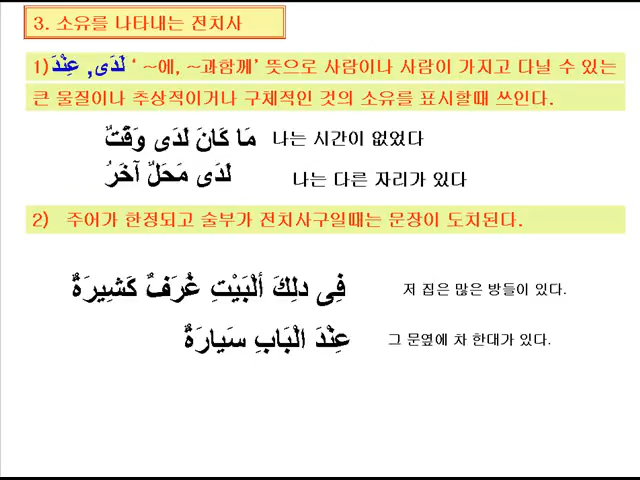 3. 소유를 나타내는 전치사
1) لَدَى, عِنْدَ ‘ ~에, ~과함께’ 뜻으로 사람이나 사람이 가지고 다닐 수 있는
큰 물질이나 추상적이거나 구체적인 것의 소유를 표시할때 쓰인다.
مَا كَانَ لَدَى وَقْتٌ 나는 시간이 없었다
لَدَى مَحَلٌ آخَرُ 나는 다른 자리가 있다
2) 주어가 한정되고 술부가 전치사구일때는 문장이 도치된다.
فِى دلِكَ ألْبَيْتِ غُرَفٌ كَشِيرَةٌ 저 집은 많은 방들이 있다.
عِنْدَ الْبَابِ سَيارَةٌ 그 문옆에 차 한대가 있다.